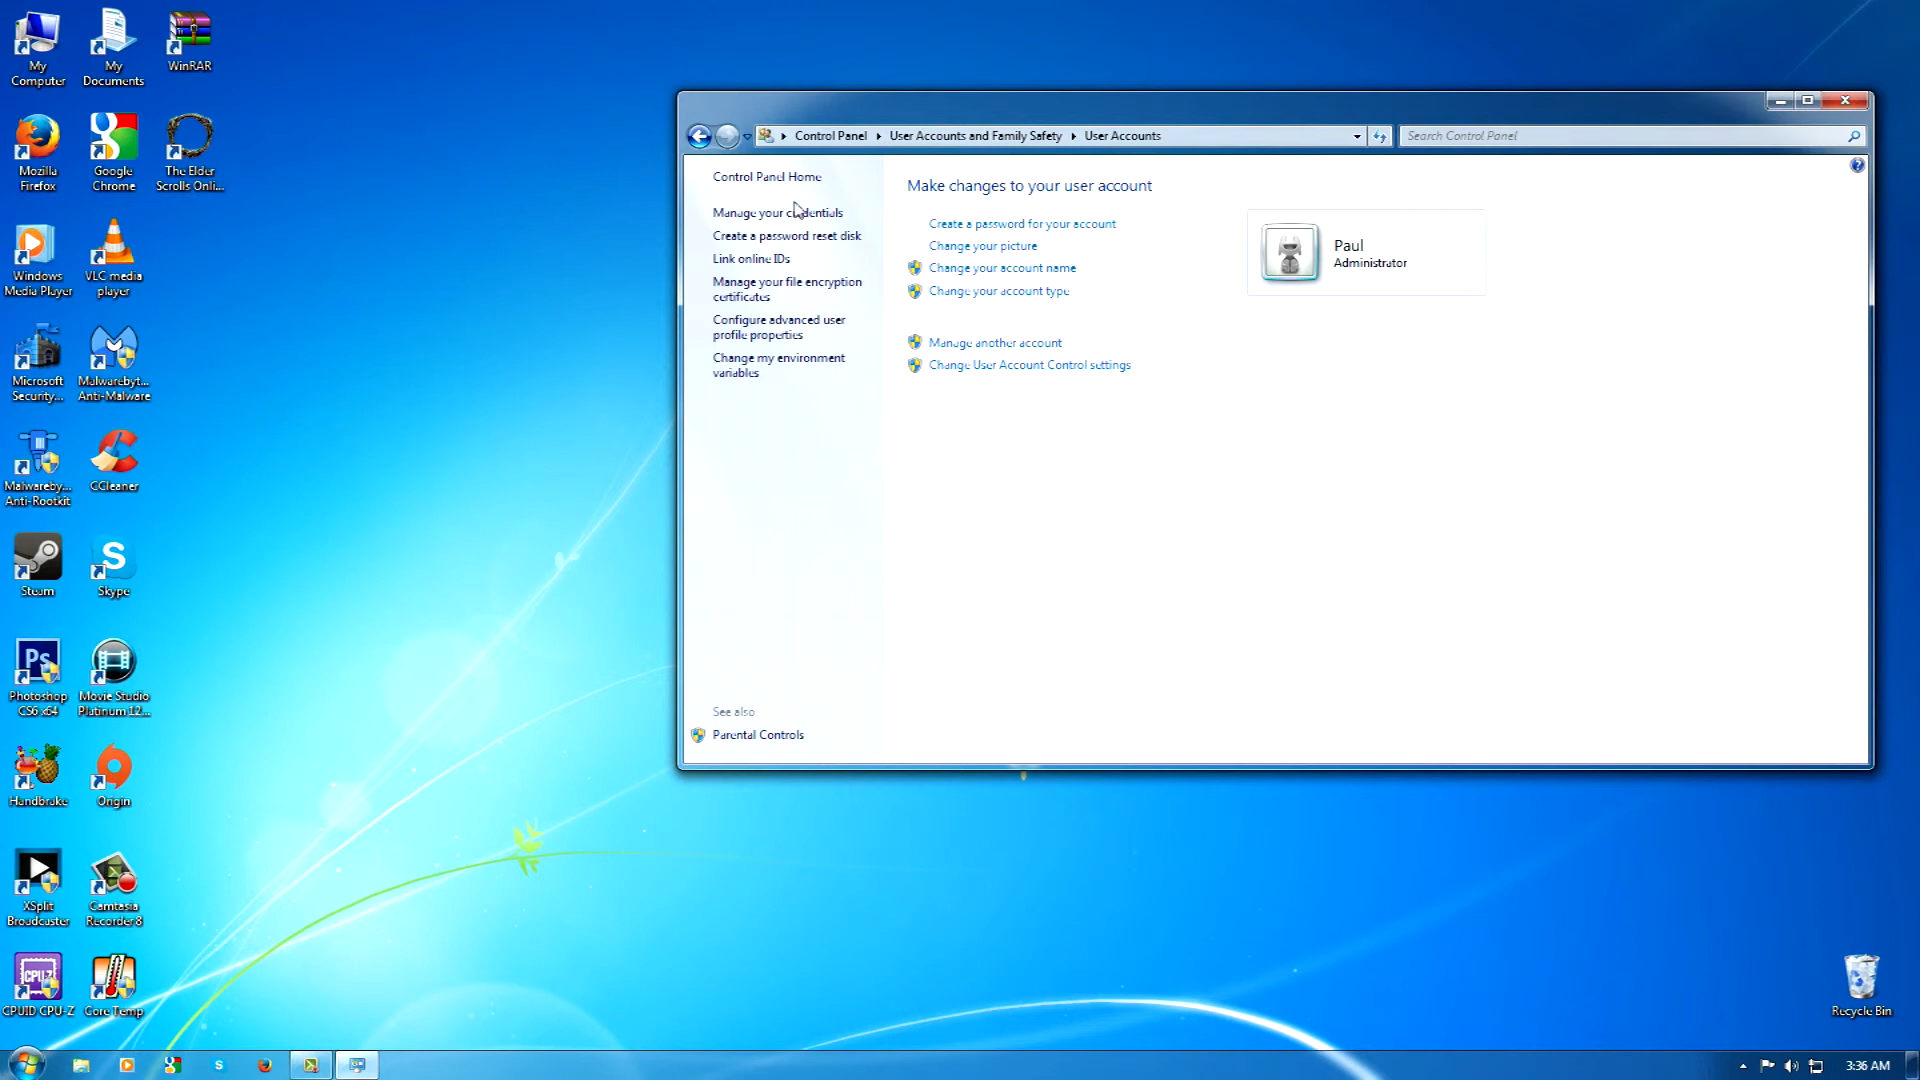 My
Computer
My
Documents
WinRAR
Mozilla
Firefox
Google
Chrome
The Elder
Scrolls Onli...
Windows
Media Player
VLC media
player
Microsoft
Security...
Malwarebyt...
Anti-Malware
Malwareby...
Anti-Rootkit
CCleaner
Steam
Skype
Ps
Photoshop
CS6 x64
Movie Studio
Platinum 12...
Handbrake
Origin
XSplit
Broadcaster
Camtasia
Recorder 8
CPU-Z
CPUID CPU-Z
Core Temp
Control Panel
User Accounts and Family Safety
User Accounts
Search Control Panel
Control Panel Home
Manage your credentials
Create a password reset disk
Link online IDs
Manage your file encryption
certificates
Configure advanced user
profile properties
Change my environment
variables
See also
Parental Controls
Make changes to your user account
Create a password for your account
Change your picture
Change your account name
Change your account type
Manage another account
Change User Account Control settings
Paul
Administrator
Recycle Bin
3:36 AM